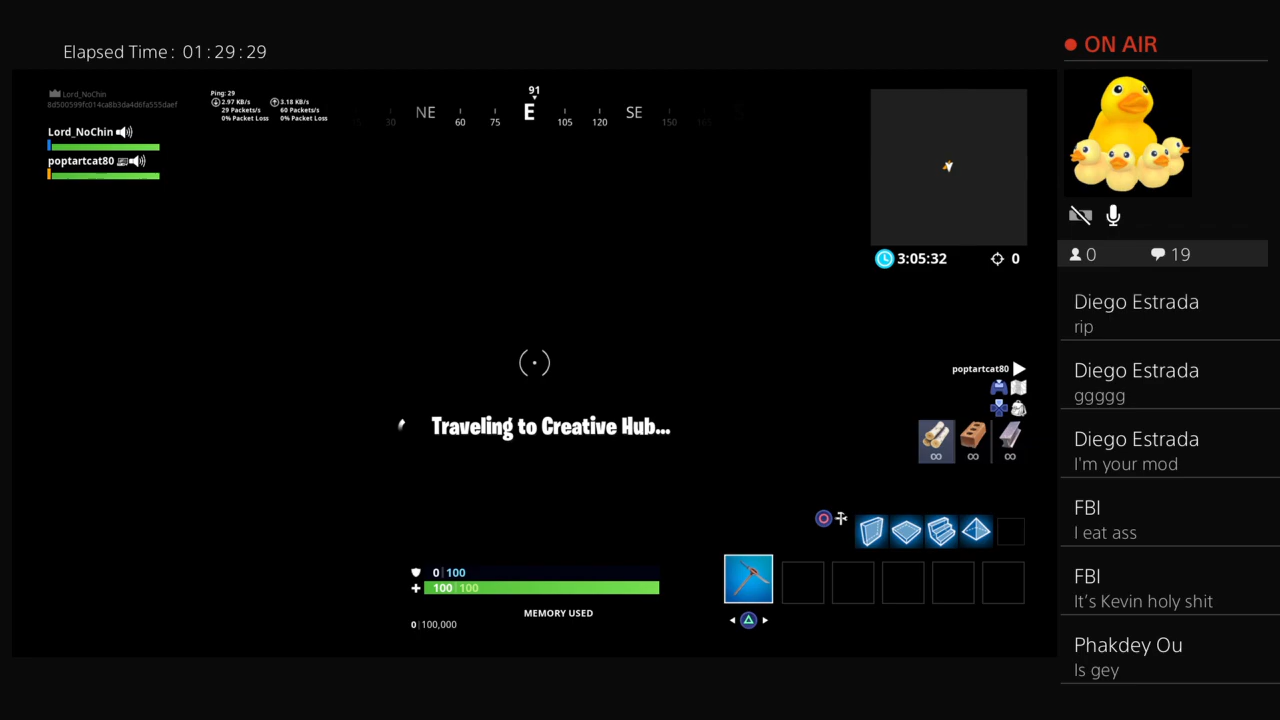 Elapsed Time: 01:29:29
ON AIR
Lord_NoChin
8d500599fc014ca8b3da4d6fa555daef
Ping: 29
2.97 KB/s 3.18 KB/s
29 Packets/s 60 Packets/s
0% Packet Loss 0% Packet Loss
91
30 NE 60 75 E 105 120 SE 150 165
Lord_NoChin
poptartcat80
3:05:32 0
0 19
Diego Estrada
rip
Diego Estrada
ggggg
Diego Estrada
I'm your mod
FBI
I eat ass
FBI
It's Kevin holy shit
Phakdey Ou
Is gey
poptartcat80
∞ ∞ ∞
Traveling to Creative Hub...
0 | 100
100 | 100
MEMORY USED
0 | 100,000